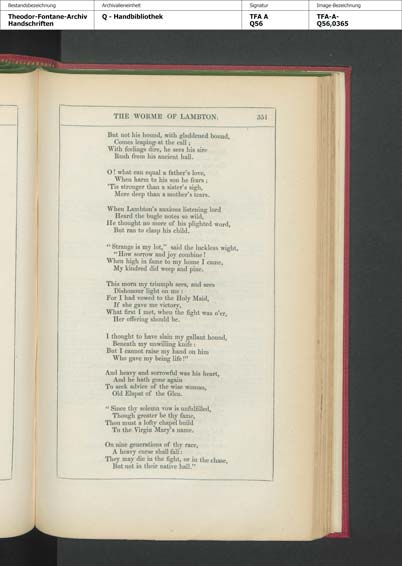 Bestandsbezeichnung
Archivalieneinheit
Signatur
Image-Bezeichnung
Theodor-Fontane-Archiv
Handschriften
Q - Handbibliothek
TFA A
Q56
TFA-A-
Q56,0365
THE WORME OF LAMBTON. 351
But not his hound, with gladdened bound,
Comes leaping at the call;
With feelings dire, he sees his sire
Rush from his ancient hall.
O! what can equal a father's love,
When harm to his son he fears;
'Tis stronger than a sister's sigh,
More deep than a mother's tears.
When Lambton's anxious listening lord
Heard the bugle notes so wild,
He thought no more of his plighted word,
But ran to clasp his child.
"Strange is my lot," said the luckless wight,
"How sorrow and joy combine!
When high in fame to my home I came,
My kindred did weep and pine.
This morn my triumph sees, and sees
Dishonour light on me:
For I had vowed to the Holy Maid,
If she gave me victory,
What first I met, when the fight was o'er,
Her offering should be.
I thought to have slain my gallant hound,
Beneath my unwilling knife:
But I cannot raise my hand on him
Who gave my being life!"
And heavy and sorrowful was his heart,
And he hath gone again
To seek advice of the wise woman,
Old Elspat of the Glen.
"Since thy solemn vow is unfulfilled,
Though greater be thy fame,
Thou must a lofty chapel build
To the Virgin Mary's name.
On nine generations of thy race,
A heavy curse shall fall:
They may die in the fight, or in the chase,
But not in their native hall."